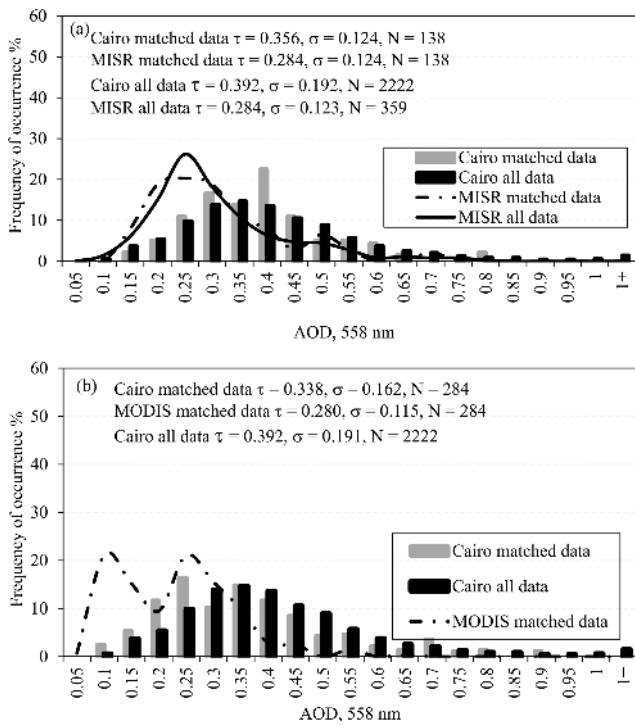 (a)
Cairo matched data τ = 0.356, σ = 0.124, N = 138
MISR matched data τ = 0.284, σ = 0.124, N = 138
Cairo all data τ = 0.392, σ = 0.192, N = 2222
MISR all data τ = 0.284, σ = 0.123, N = 359
Frequency of occurrence %
60
50
40
30
20
10
0
Cairo matched data
Cairo all data
MISR matched data
MISR all data
0.05 0.1 0.15 0.2 0.25 0.3 0.35 0.4 0.45 0.5 0.55 0.6 0.65 0.7 0.75 0.8 0.85 0.9 0.95 1 1+
AOD, 558 nm
(b)
Cairo matched data τ – 0.338, σ – 0.162, N – 284
MODIS matched data τ – 0.280, σ – 0.115, N – 284
Cairo all data τ = 0.392, σ = 0.191, N = 2222
Frequency of occurrence %
60
50
40
30
20
10
0
Cairo matched data
Cairo all data
MODIS matched data
0.05 0.1 0.15 0.2 0.25 0.3 0.35 0.4 0.45 0.5 0.55 0.6 0.65 0.7 0.75 0.8 0.85 0.9 0.95 1 1–
AOD, 558 nm